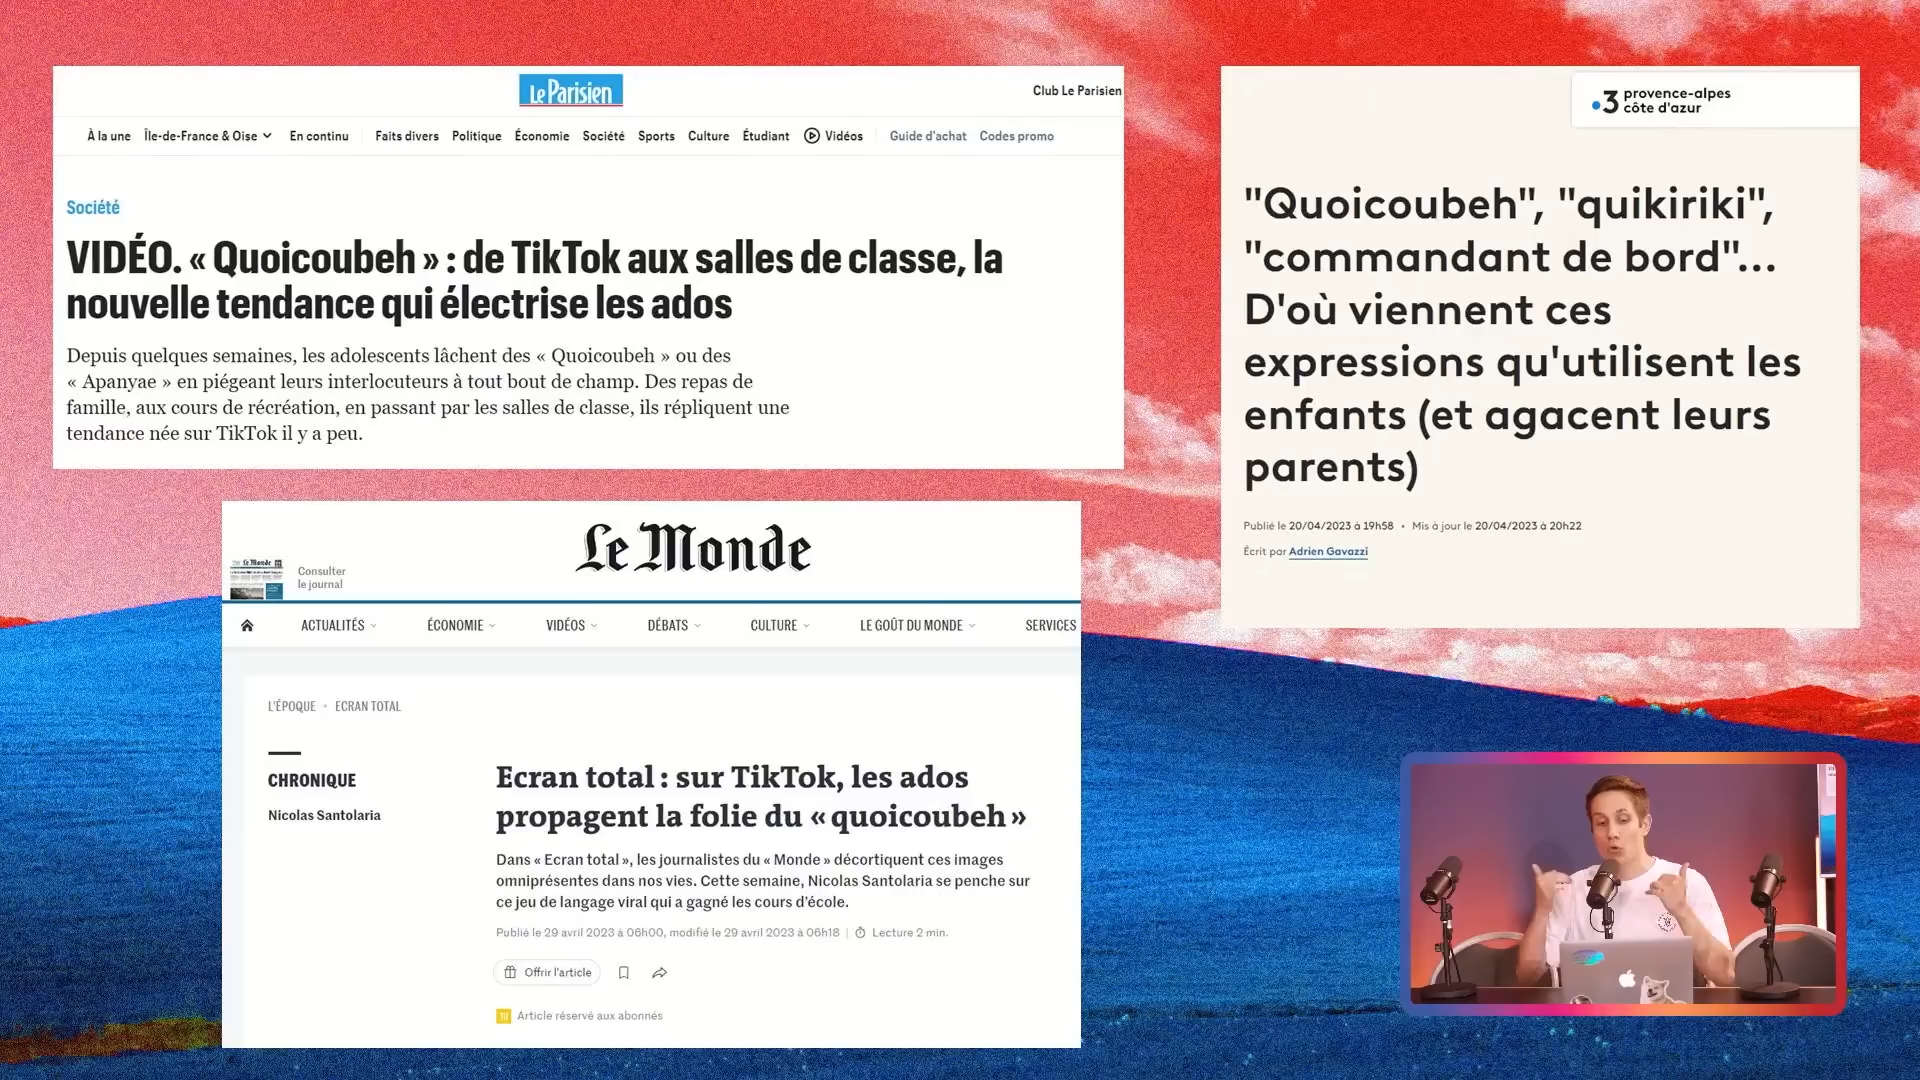 Le Parisien
Club Le Parisien
À la une Île-de-France & Oise En continu Faits divers Politique Économie Société Sports Culture Étudiant Vidéos Guide d'achat Codes promo
Société
VIDÉO. « Quoicoubeh » : de TikTok aux salles de classe, la
nouvelle tendance qui électrise les ados
Depuis quelques semaines, les adolescents lâchent des « Quoicoubeh » ou des
« Apanyae » en piégeant leurs interlocuteurs à tout bout de champ. Des repas de
famille, aux cours de récréation, en passant par les salles de classe, ils répliquent une
tendance née sur TikTok il y a peu.
3 provence-alpes
côte d'azur
"Quoicoubeh", "quikiriki",
"commandant de bord"...
D'où viennent ces
expressions qu'utilisent les
enfants (et agacent leurs
parents)
Publié le 20/04/2023 à 19h58 • Mis à jour le 20/04/2023 à 20h22
Écrit par Adrien Gavazzi
Le Monde
Le Monde
Consulter
le journal
ACTUALITÉS ÉCONOMIE VIDÉOS DÉBATS CULTURE LE GOÛT DU MONDE SERVICES
L'ÉPOQUE • ECRAN TOTAL
CHRONIQUE
Nicolas Santolaria
Ecran total : sur TikTok, les ados
propagent la folie du « quoicoubeh »
Dans « Ecran total », les journalistes du « Monde » décortiquent ces images
omniprésentes dans nos vies. Cette semaine, Nicolas Santolaria se penche sur
ce jeu de langage viral qui a gagné les cours d'école.
Publié le 29 avril 2023 à 06h00, modifié le 29 avril 2023 à 06h18 | Lecture 2 min.
Offrir l'article
Article réservé aux abonnés